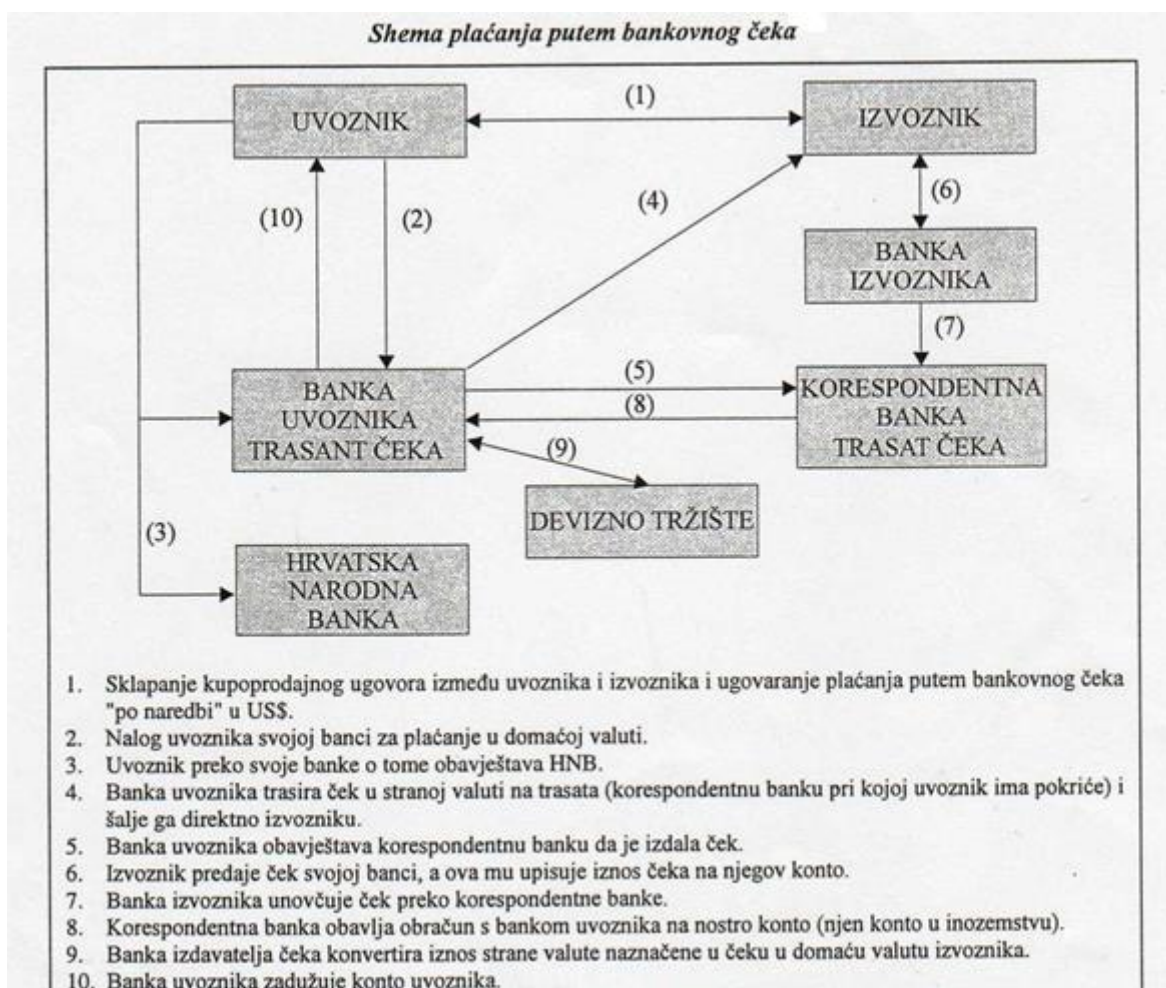 Shema plaćanja putem bankovnog čeka
UVOZNIK
(1)
IZVOZNIK
(10)
(2)
(4)
(6)
BANKA
IZVOZNIKA
(7)
BANKA
UVOZNIKA
TRASANT ČEKA
(5)
(8)
KORESPONDENTNA
BANKA
TRASAT ČEKA
(9)
DEVIZNO TRŽIŠTE
(3)
HRVATSKA
NARODNA
BANKA
1. Sklapanje kupoprodajnog ugovora između uvoznika i izvoznika i ugovaranje plaćanja putem bankovnog čeka
"po naredbi" u US$.
2. Nalog uvoznika svojoj banci za plaćanje u domaćoj valuti.
3. Uvoznik preko svoje banke o tome obavještava HNB.
4. Banka uvoznika trasira ček u stranoj valuti na trasata (korespondentnu banku pri kojoj uvoznik ima pokriće) i
šalje ga direktno izvozniku.
5. Banka uvoznika obavještava korespondentnu banku da je izdala ček.
6. Izvoznik predaje ček svojoj banci, a ova mu upisuje iznos čeka na njegov konto.
7. Banka izvoznika unovčuje ček preko korespondentne banke.
8. Korespondentna banka obavlja obračun s bankom uvoznika na nostro konto (njen konto u inozemstvu).
9. Banka izdavatelja čeka konvertira iznos strane valute naznačene u čeku u domaću valutu izvoznika.
10. Banka uvoznika zadužuje konto uvoznika.